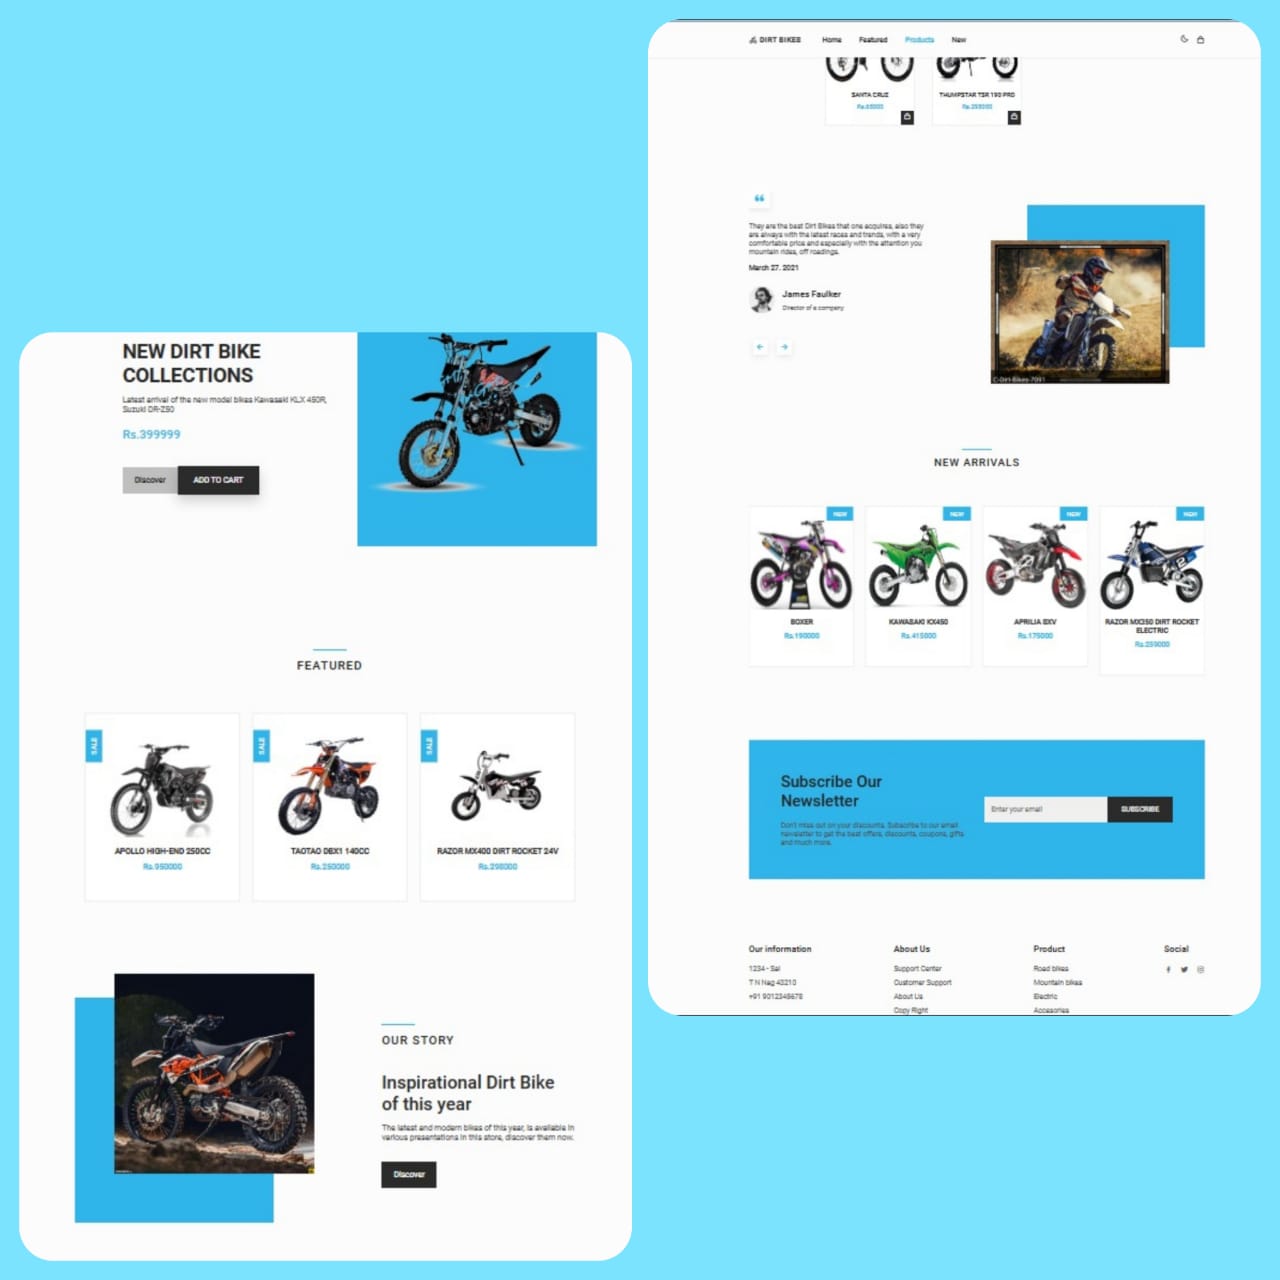 NEW DIRT BIKE
COLLECTIONS
Latest arrival of the new model bikes Kawasaki KLX 450R,
Suzuki DR-Z50
Rs.399999
Discover
ADD TO CART
FEATURED
SALE
SALE
SALE
APOLLO HIGH-END 250CC
Rs.950000
TAOTAO DBX1 140CC
Rs.250000
RAZOR MX400 DIRT ROCKET 24V
Rs.298000
OUR STORY
Inspirational Dirt Bike
of this year
The latest and modern bikes of this year, is available in
various presentations in this store, discover them now.
Discover
DIRT BIKES
Home
Featured
Products
New
SANTA CRUZ
THUMPSTAR TSR 190 PRO
They are the best Dirt Bikes that one acquires, also they
are always with the latest races and trends, with a very
comfortable price and especially with the attention you
mountain rides, off roadings.
March 27. 2021
James Faulker
Director of a company
C-Dirt-Bikes-7091
NEW ARRIVALS
NEW
NEW
NEW
NEW
BOXER
Rs.190000
KAWASAKI KX450
Rs.415000
APRILIA SXV
Rs.175000
RAZOR MX350 DIRT ROCKET
ELECTRIC
Rs.259000
Subscribe Our
Newsletter
Don't miss out on your discounts. Subscribe to our email
newsletter to get the best offers, discounts, coupons, gifts
and much more.
Enter your email
SUBSCRIBE
Our information
1234 - Sal
T N Nag 43210
+91 9012345678
About Us
Support Center
Customer Support
About Us
Copy Right
Product
Road bikes
Mountain bikes
Electric
Accesories
Social